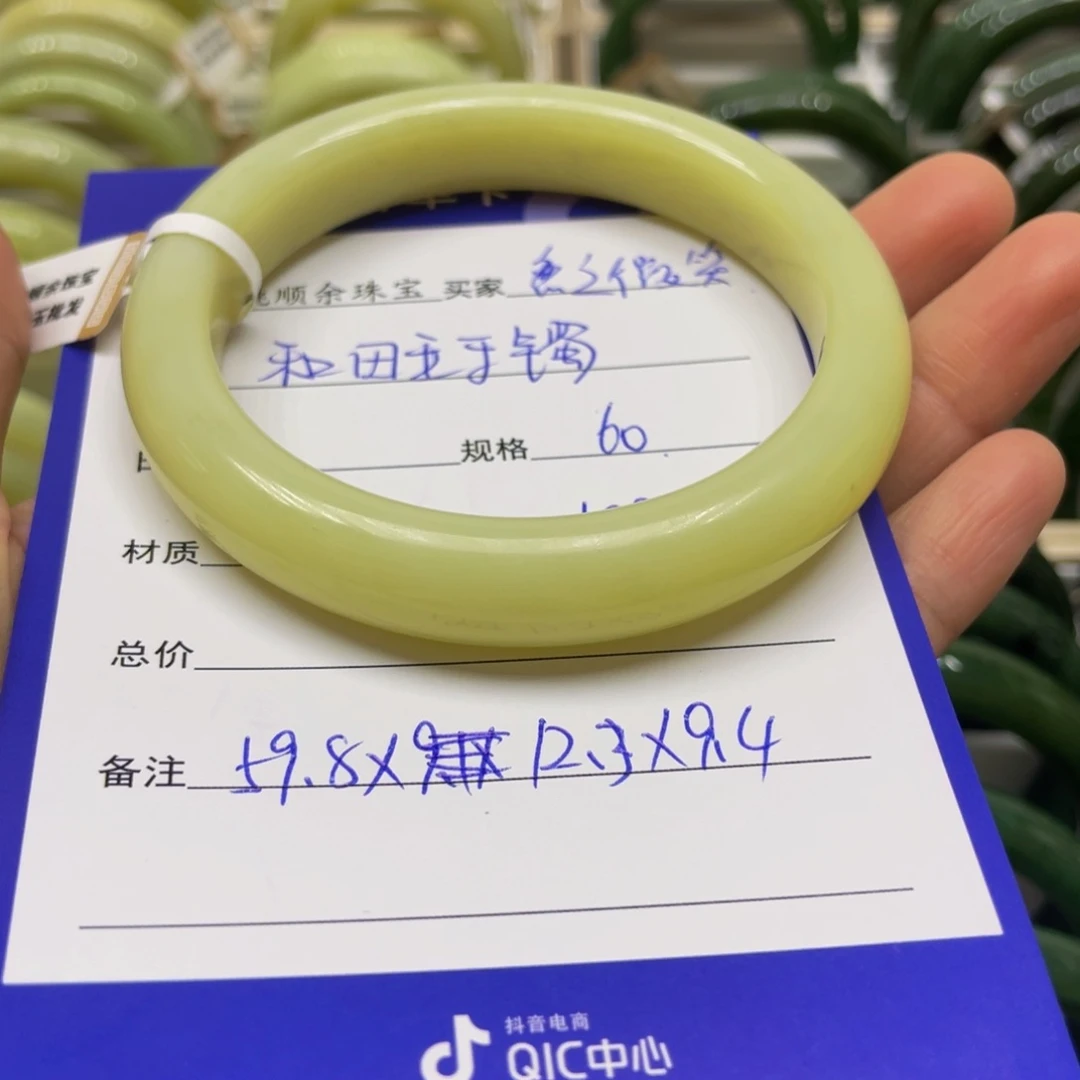 顺余珠宝 买家
和田玉手镯
规格 60
材质
总价
备注 59.8X 12.3X9.4
抖音电商
QIC中心